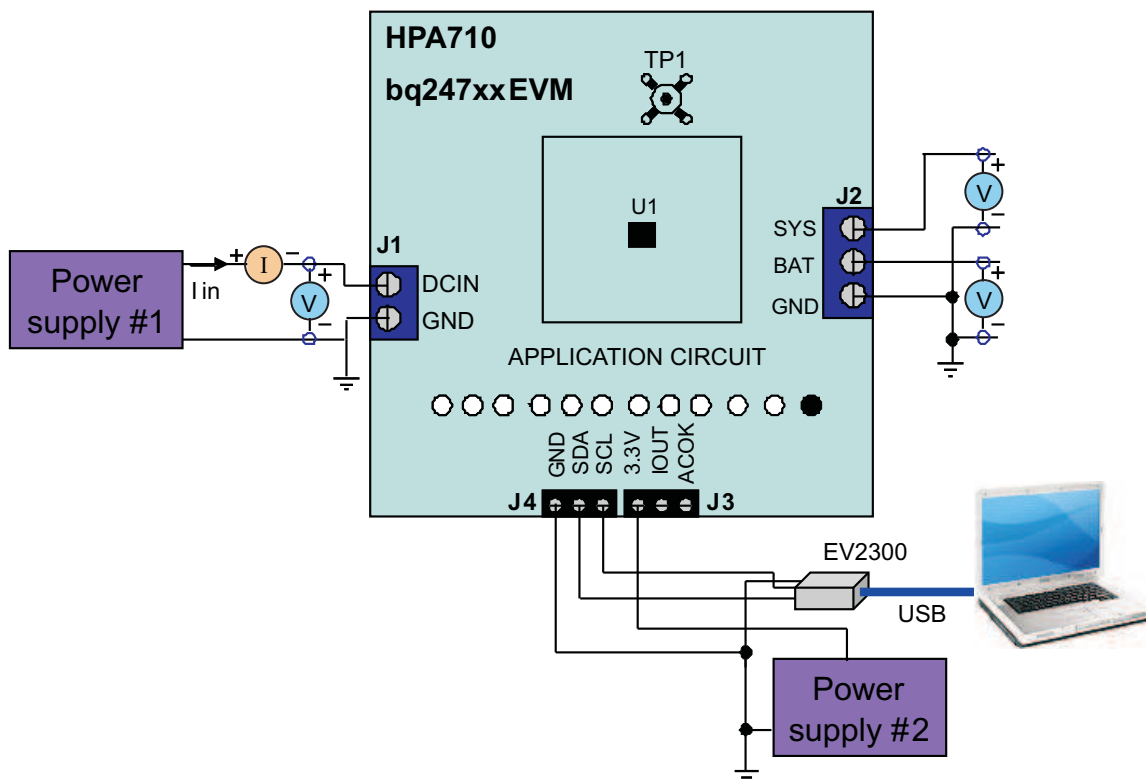 HPA710
bq247xxEVM
TP1
U1
J2
SYS
BAT
GND
+
V
−
+
V
−
J1
DCIN
GND
Power
supply #1
+
I
−
I in
+
V
−
APPLICATION CIRCUIT
GND
SDA
SCL
3.3V
IOUT
ACOK
J4
J3
EV2300
USB
Power
supply #2